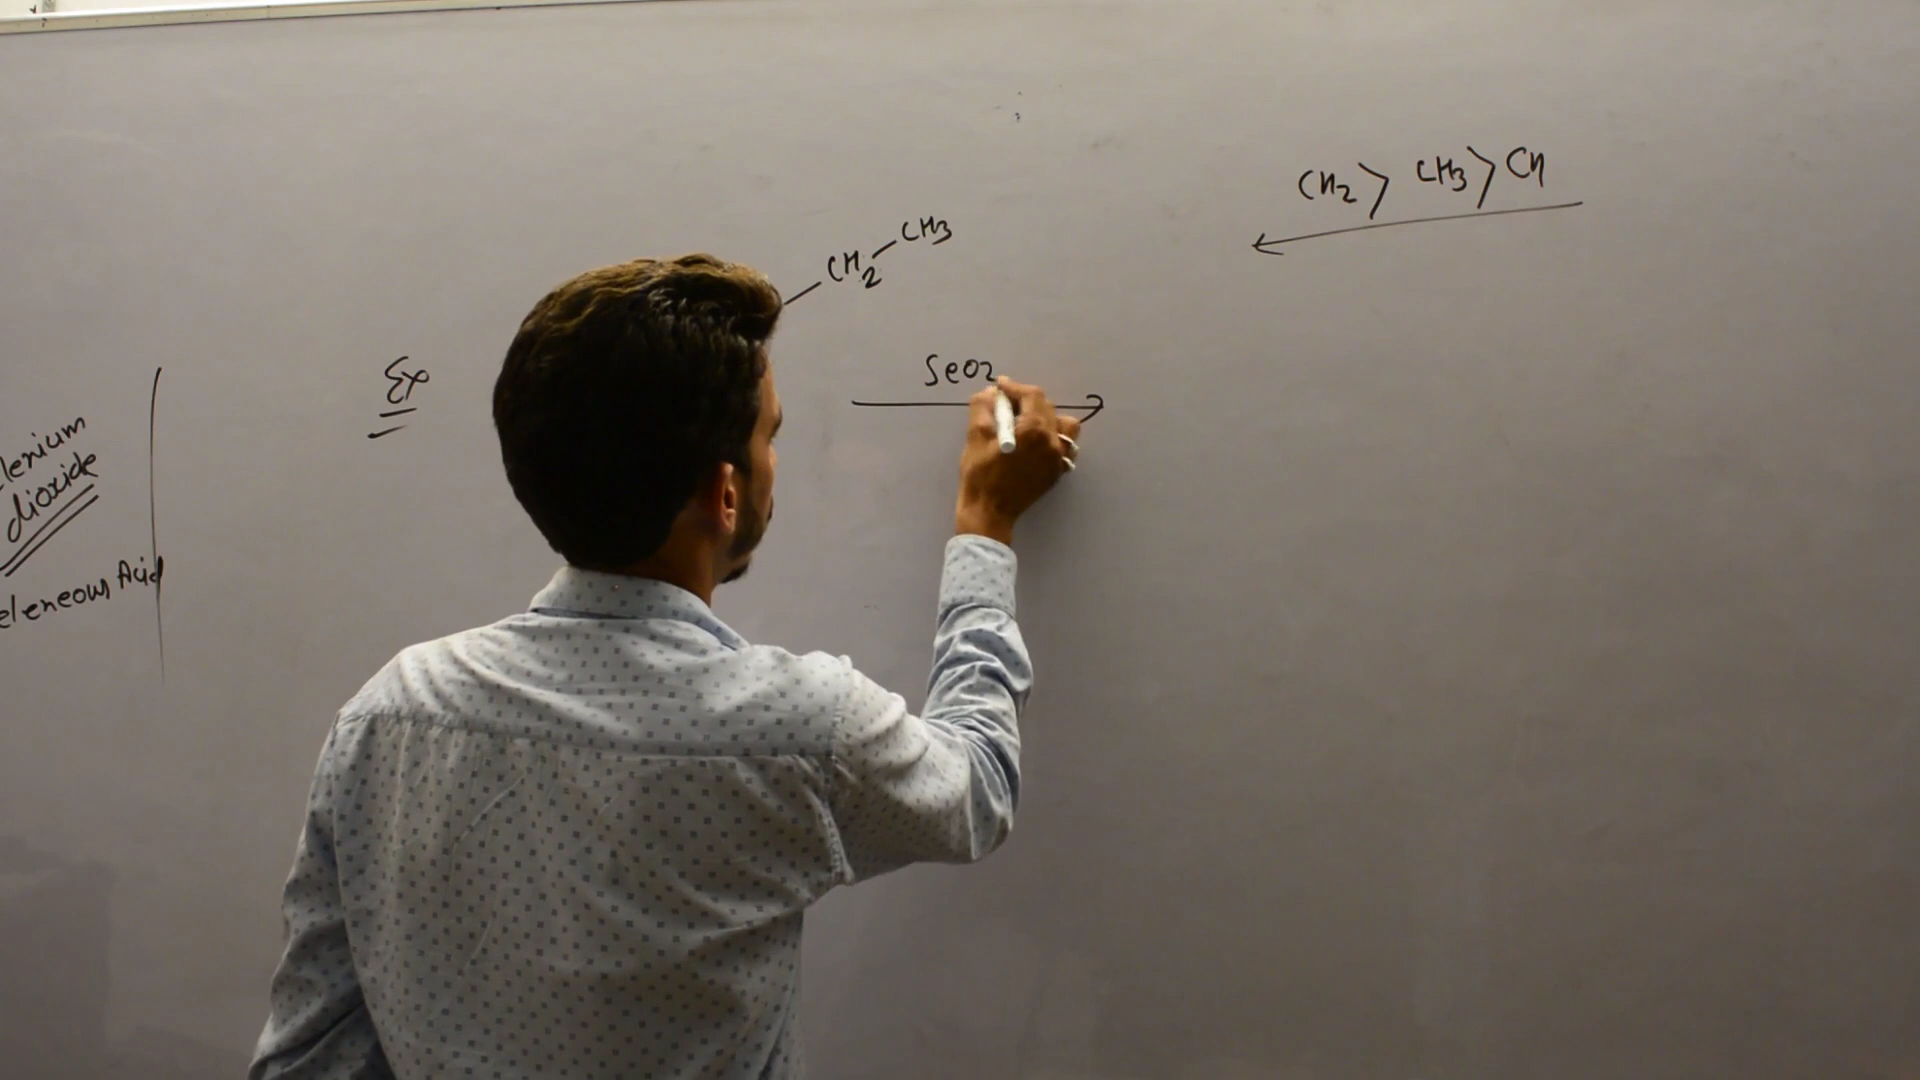 CH2 > CH3 > CH
CH2 - CH3
Ex
SeO2
lenium
dioxide
eleneous Acid